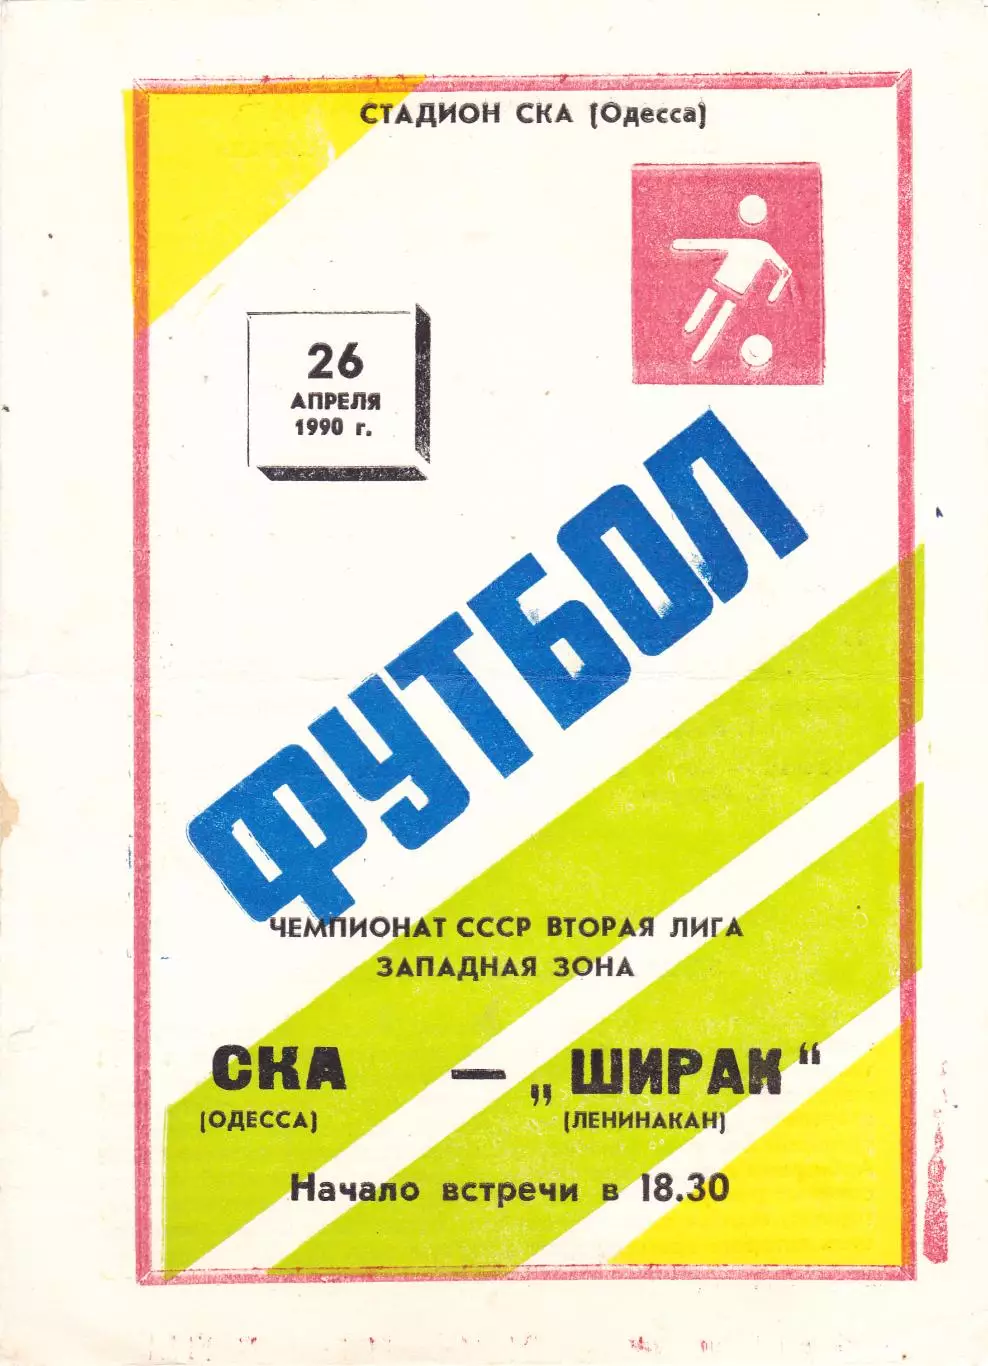 СТАДИОН СКА (Одесса)
26
АПРЕЛЯ
1990 г.
ФУТБОЛ
ЧЕМПИОНАТ СССР ВТОРАЯ ЛИГА
ЗАПАДНАЯ ЗОНА
СКА — „ШИРАК“
(ОДЕССА) (ЛЕНИНАКАН)
Начало встречи в 18.30